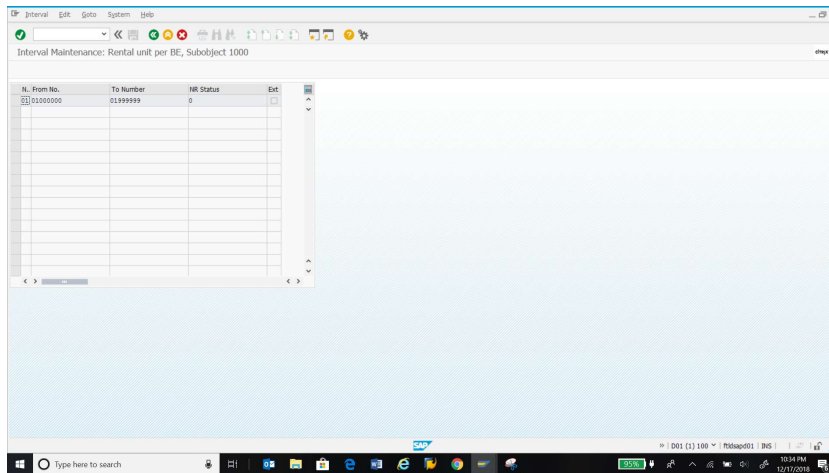 Interval Edit Goto System Help
Interval Maintenance: Rental unit per BE, Subobject 1000
citrix
N.. From No. To Number NR Status Ext
01 01000000 01999999 0
SAP
» D01 (1) 100 ftidsapd01 INS
Type here to search
95%
10:34 PM
12/17/2018